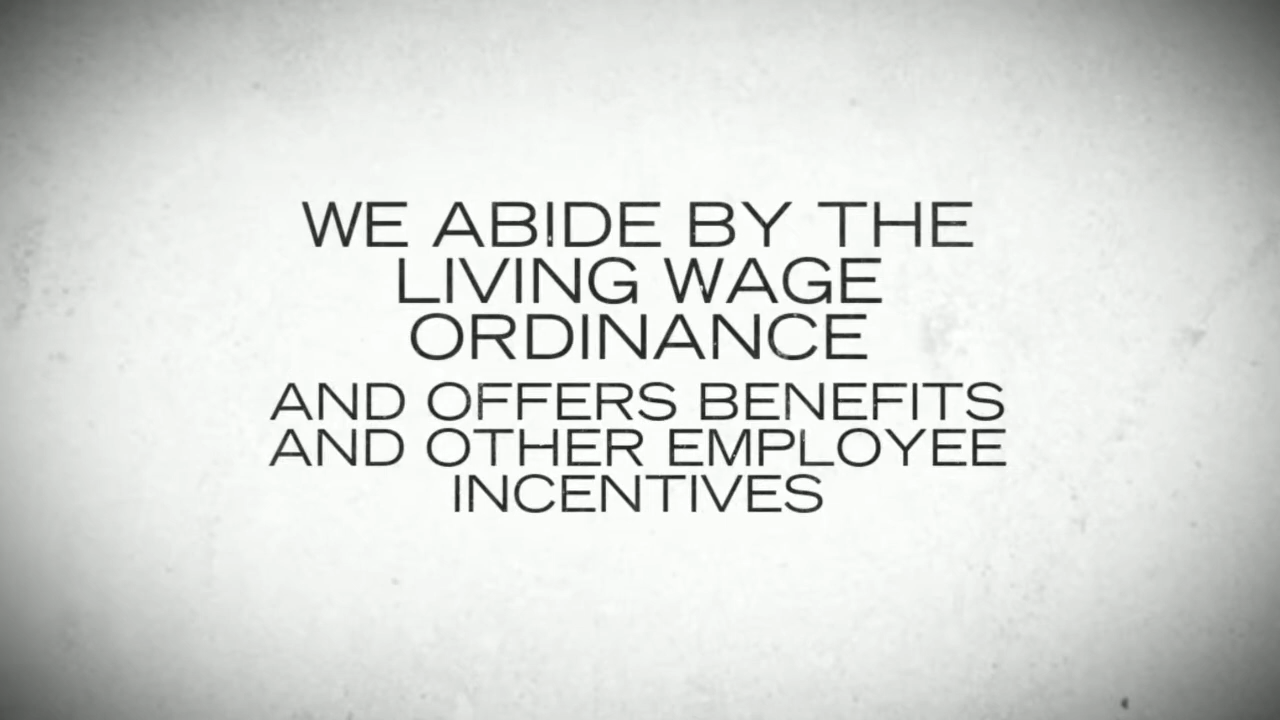 WE ABIDE BY THE
LIVING WAGE
ORDINANCE
AND OFFERS BENEFITS
AND OTHER EMPLOYEE
INCENTIVES